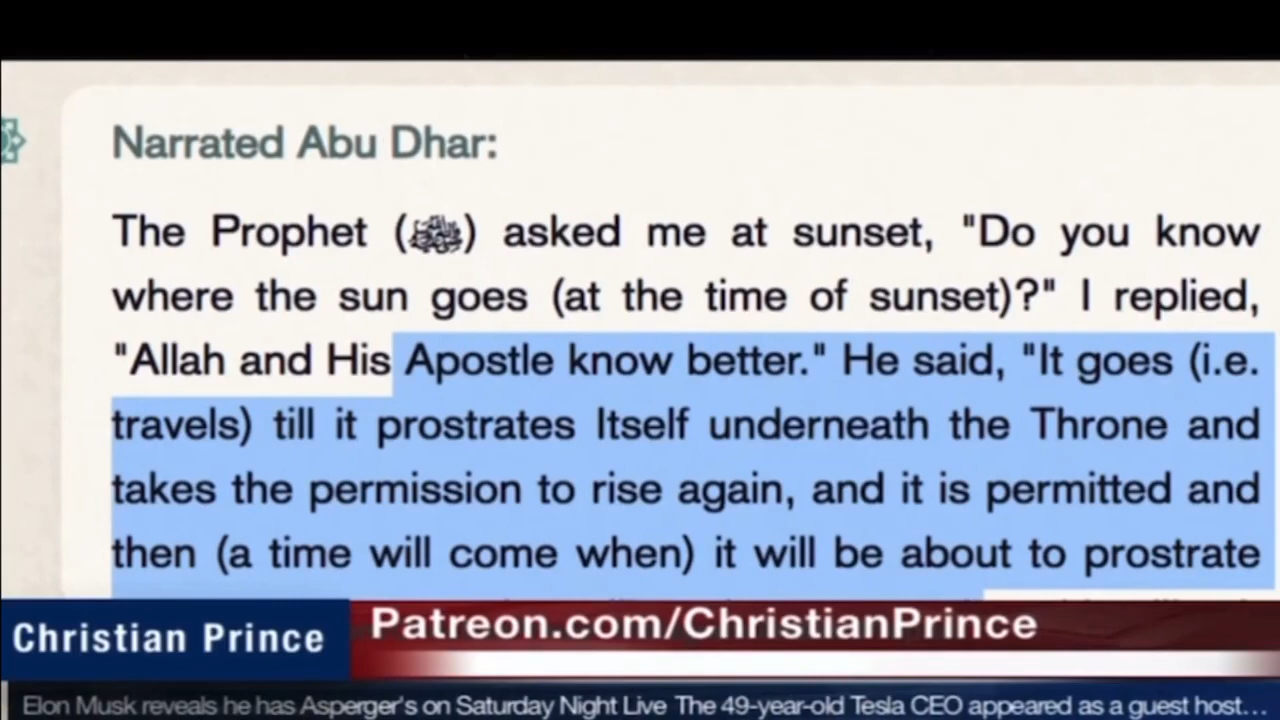 Narrated Abu Dhar:
The Prophet (ﷺ) asked me at sunset, "Do you know
where the sun goes (at the time of sunset)?" I replied,
"Allah and His Apostle know better." He said, "It goes (i.e.
travels) till it prostrates Itself underneath the Throne and
takes the permission to rise again, and it is permitted and
then (a time will come when) it will be about to prostrate
Christian Prince
Patreon.com/ChristianPrince
Elon Musk reveals he has Asperger's on Saturday Night Live The 49-year-old Tesla CEO appeared as a guest host...